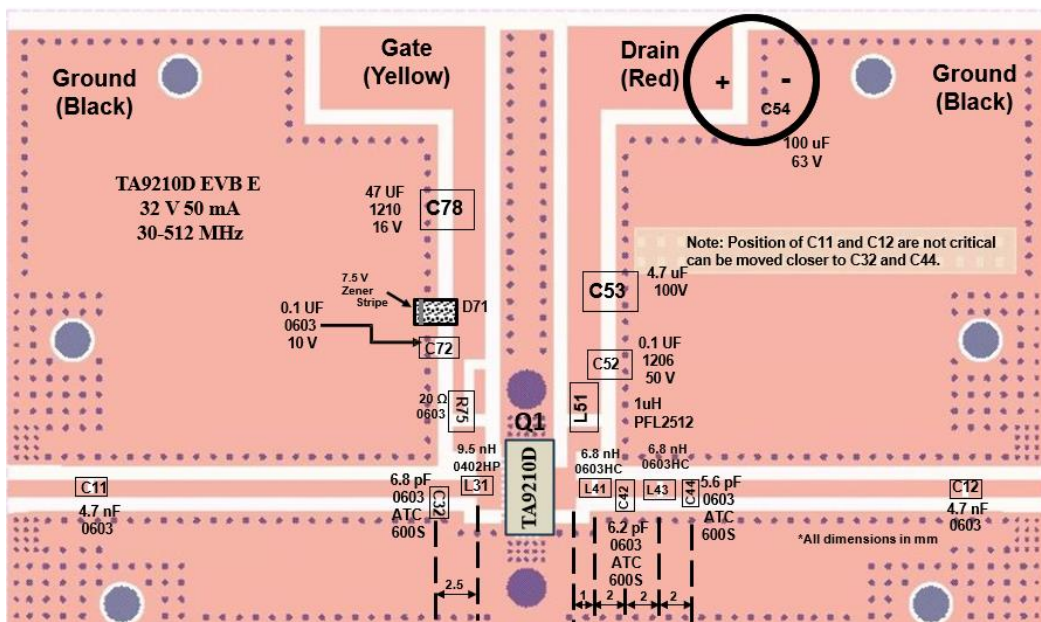 Ground
(Black)
Gate
(Yellow)
Drain
(Red)
+ -
C54
Ground
(Black)
100 uF
63 V
TA9210D EVB E
32 V 50 mA
30-512 MHz
47 UF
1210
16 V
C78
Note: Position of C11 and C12 are not critical
can be moved closer to C32 and C44.
7.5 V
Zener
Stripe
D71
C53
4.7 uF
100V
0.1 UF
0603
10 V
C72
C52
0.1 UF
1206
50 V
20 Ω
0603
R75
L51
1uH
PFL2512
Q1
TA9210D
9.5 nH
0402HP
L31
6.8 nH
0603HC
L41
6.8 nH
0603HC
L43
C11
4.7 nF
0603
6.8 pF
0603
ATC
600S
C32
C42
6.2 pF
0603
ATC
600S
C44
5.6 pF
0603
ATC
600S
C12
4.7 nF
0603
*All dimensions in mm
2.5
1
2
2
2